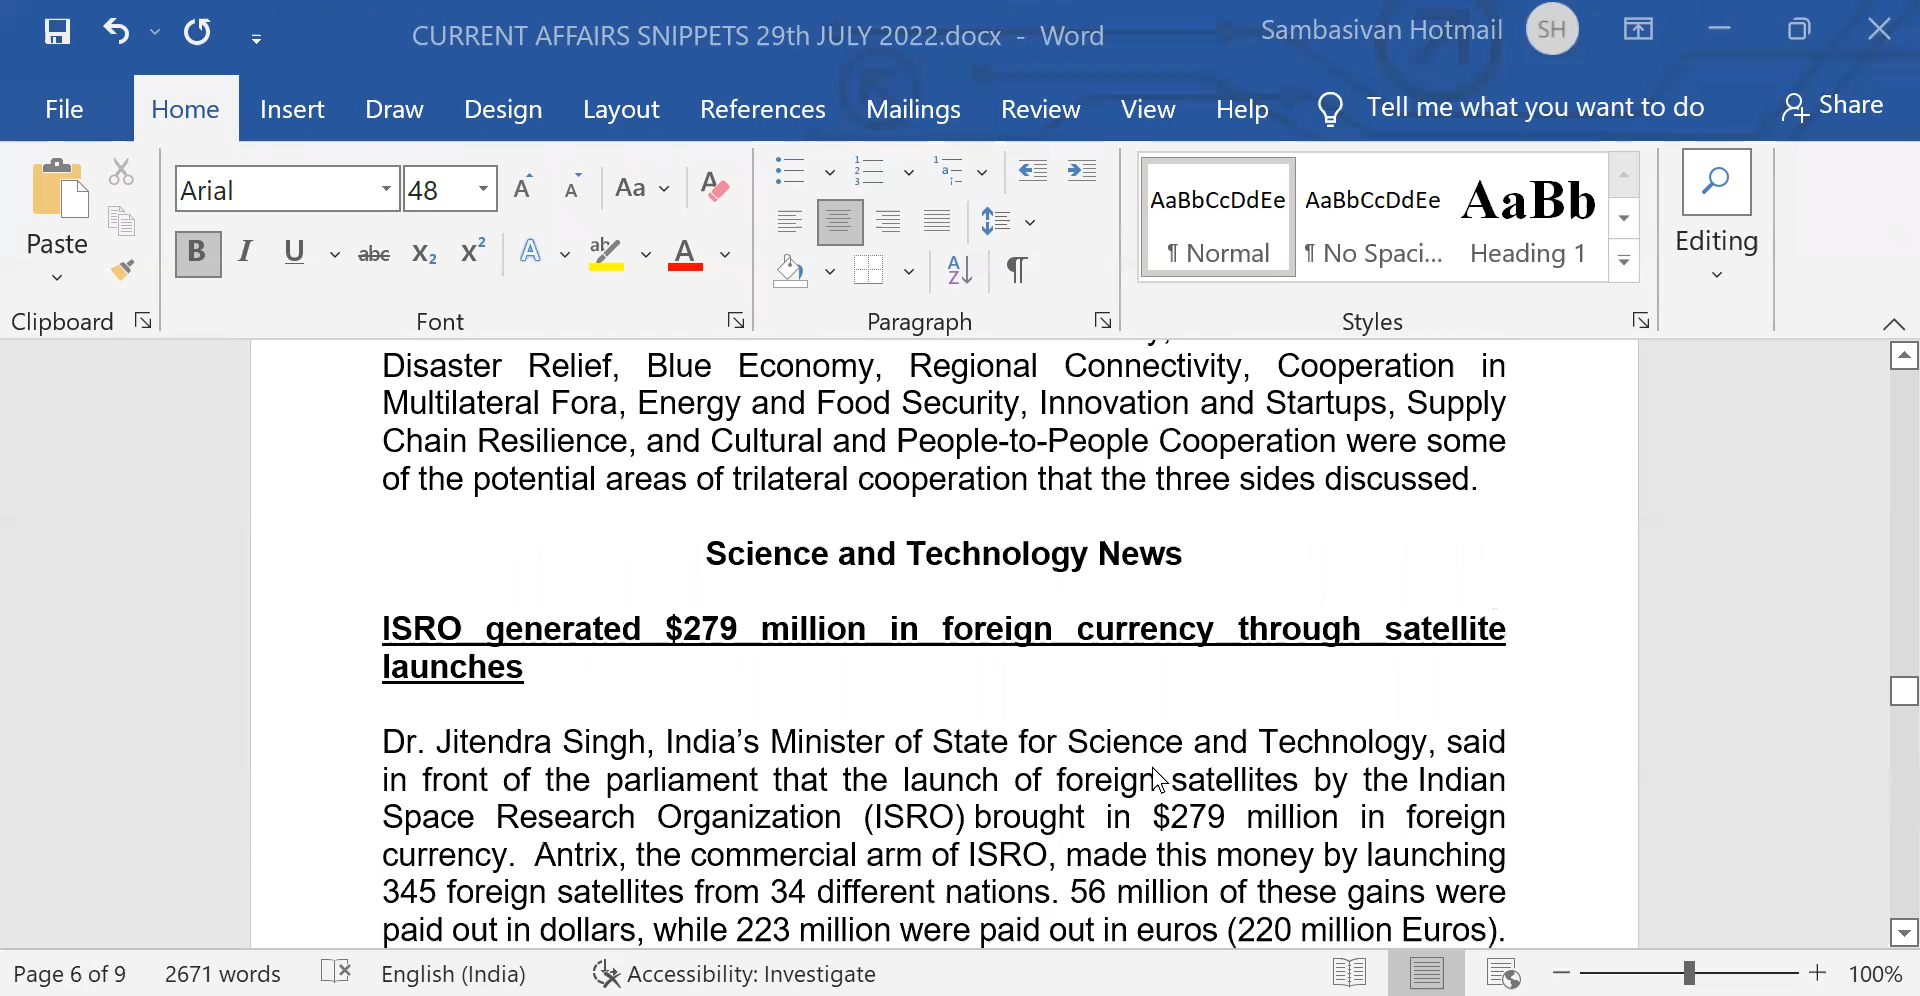 CURRENT AFFAIRS SNIPPETS 29th JULY 2022.docx - Word
Sambasivan Hotmail
SH
File Home Insert Draw Design Layout References Mailings Review View Help Tell me what you want to do Share
Paste
Arial
48
Aa
B I U abc X₂ X² A ab A
AaBbCcDdEe AaBbCcDdEe AaBb
¶ Normal ¶ No Spaci... Heading 1
Editing
Clipboard Font Paragraph Styles
Disaster Relief, Blue Economy, Regional Connectivity, Cooperation in
Multilateral Fora, Energy and Food Security, Innovation and Startups, Supply
Chain Resilience, and Cultural and People-to-People Cooperation were some
of the potential areas of trilateral cooperation that the three sides discussed.
Science and Technology News
ISRO generated $279 million in foreign currency through satellite
launches
Dr. Jitendra Singh, India's Minister of State for Science and Technology, said
in front of the parliament that the launch of foreign satellites by the Indian
Space Research Organization (ISRO) brought in $279 million in foreign
currency. Antrix, the commercial arm of ISRO, made this money by launching
345 foreign satellites from 34 different nations. 56 million of these gains were
paid out in dollars, while 223 million were paid out in euros (220 million Euros).
Page 6 of 9 2671 words English (India) Accessibility: Investigate 100%